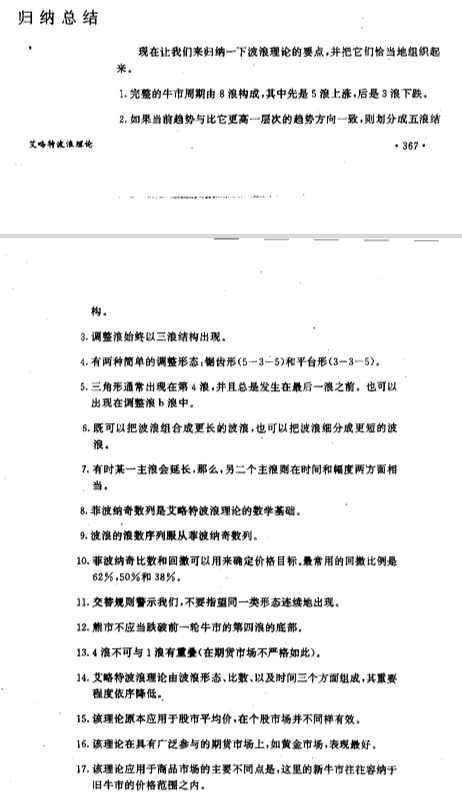 归纳总结
现在让我们来归纳一下波浪理论的要点，并把它们恰当地组织起
来。
1. 完整的牛市周期由 8 浪构成，其中先是 5 浪上涨，后是 3 浪下跌。
2. 如果当前趋势与比它更高一层次的趋势方向一致，则划分成五浪结
艾略特波浪理论
·367·
构。
3. 调整浪始终以三浪结构出现。
4. 有两种简单的调整形态：锯齿形(5—3—5)和平台形(3—3—5)。
5. 三角形通常出现在第 4 浪，并且总是发生在最后一浪之前。也可以
出现在调整浪 b 浪中。
6. 既可以把波浪组合成更长的波浪，也可以把波浪细分成更短的波
浪。
7. 有时某一主浪会延长，那么，另二个主浪则在时间和幅度两方面相
当。
8. 菲波纳奇数列是艾略特波浪理论的数学基础。
9. 波浪的浪数序列服从菲波纳奇数列。
10. 菲波纳奇比数和回撤可以用来确定价格目标。最常用的回撤比例是
62％，50％和 38％。
11. 交替规则警示我们，不要指望同一类形态连续地出现。
12. 熊市不应当跌破前一轮牛市的第四浪的底部。
13. 4 浪不可与 1 浪有重叠(在期货市场不严格如此)。
14. 艾略特波浪理论由波浪形态、比数、以及时间三个方面组成，其重要
程度依序降低。
15. 该理论原本应用于股市平均价，在个股市场并不同样有效。
16. 该理论在具有广泛参与的期货市场上，如黄金市场，表现最好。
17. 该理论应用于商品市场的主要不同点是，这里的新牛市往往容纳于
旧牛市的价格范围之内。